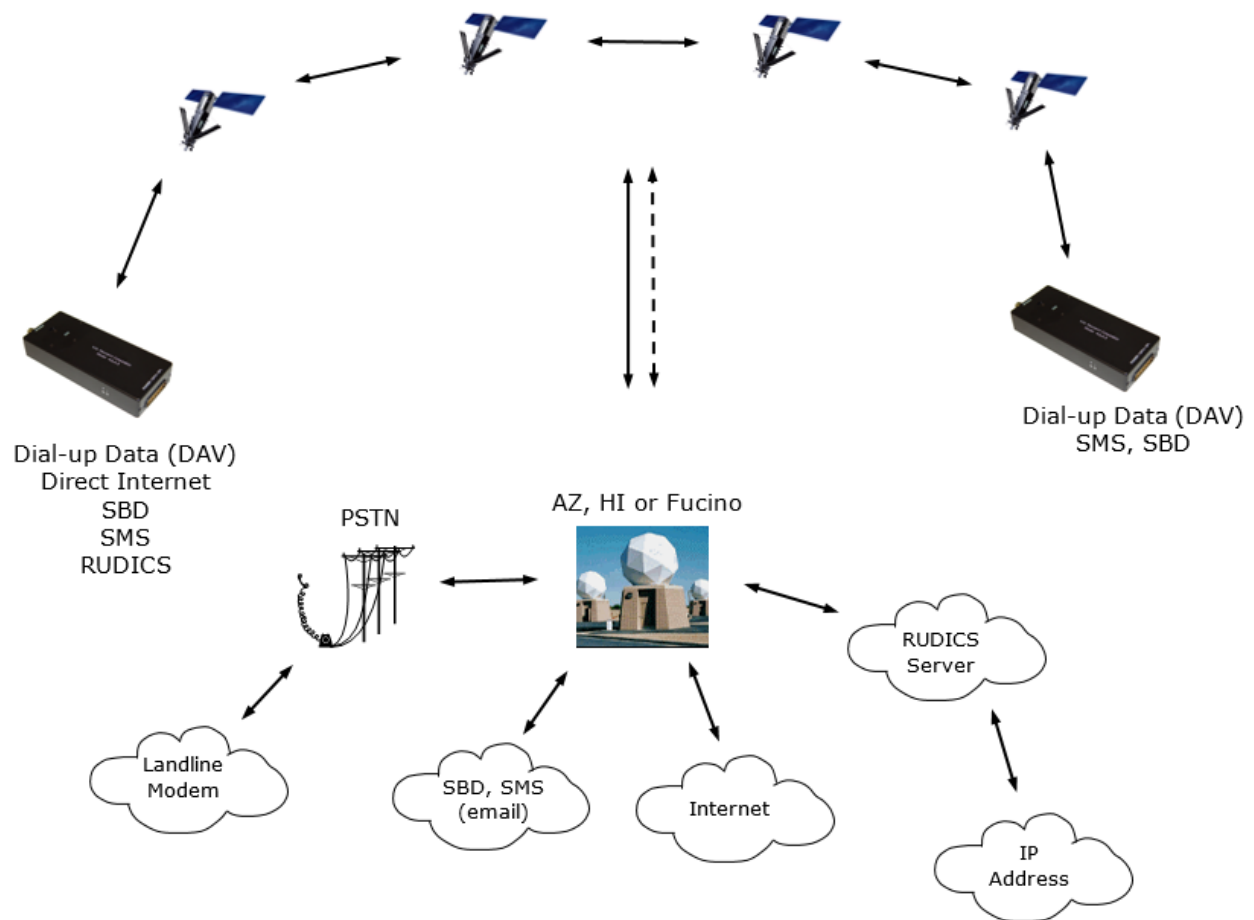 Dial-up Data (DAV)
Direct Internet
SBD
SMS
RUDICS
Dial-up Data (DAV)
SMS, SBD
PSTN
AZ, HI or Fucino
RUDICS
Server
Landline
Modem
SBD, SMS
(email)
Internet
IP
Address